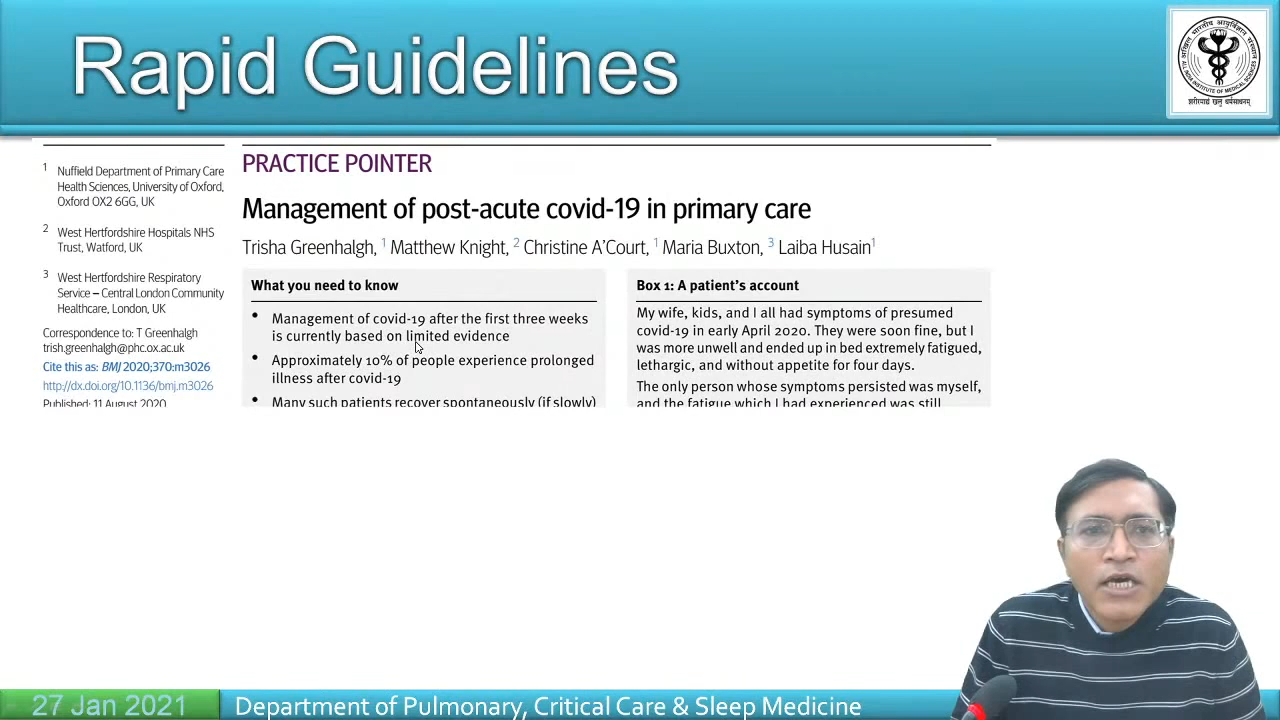 Rapid Guidelines
1 Nuffield Department of Primary Care
Health Sciences, University of Oxford,
Oxford OX2 6GG, UK
2 West Hertfordshire Hospitals NHS
Trust, Watford, UK
3 West Hertfordshire Respiratory
Service – Central London Community
Healthcare, London, UK
Correspondence to: T Greenhalgh
trish.greenhalgh@phc.ox.ac.uk
Cite this as: BMJ 2020;370:m3026
http://dx.doi.org/10.1136/bmj.m3026
Published: 11 August 2020
PRACTICE POINTER
Management of post-acute covid-19 in primary care
Trisha Greenhalgh, 1 Matthew Knight, 2 Christine A’Court, 1 Maria Buxton, 3 Laiba Husain1
What you need to know
• Management of covid-19 after the first three weeks
is currently based on limited evidence
• Approximately 10% of people experience prolonged
illness after covid-19
• Many such patients recover spontaneously (if slowly)
Box 1: A patient’s account
My wife, kids, and I all had symptoms of presumed
covid-19 in early April 2020. They were soon fine, but I
was more unwell and ended up in bed extremely fatigued,
lethargic, and without appetite for four days.
The only person whose symptoms persisted was myself,
and the fatigue which I had experienced was still
27 Jan 2021
Department of Pulmonary, Critical Care & Sleep Medicine